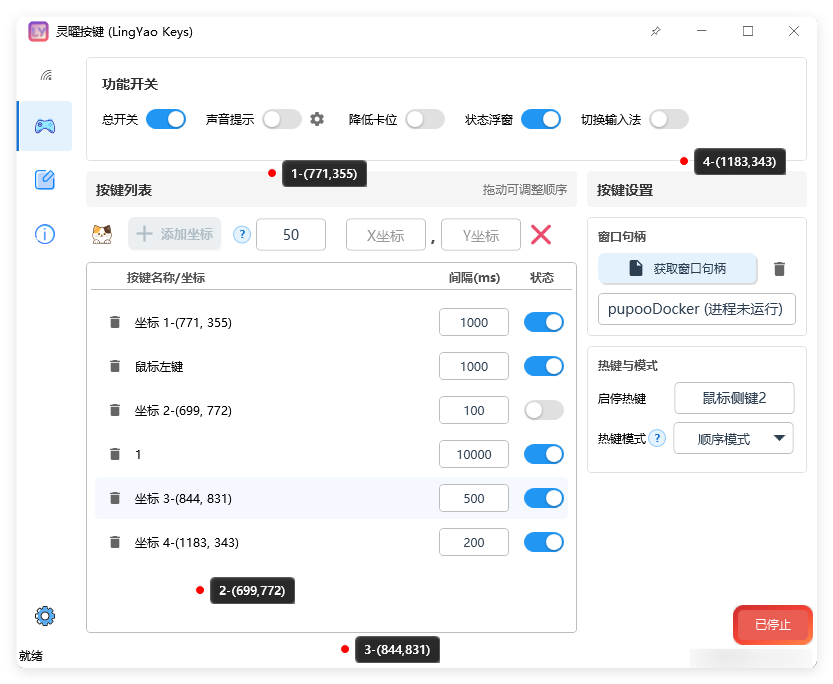 LY 灵曜按键 (LingYao Keys)
功能开关
总开关 声音提示 降低卡位 状态浮窗 切换输入法
1-(771,355)
4-(1183,343)
按键列表 拖动可调整顺序
按键设置
添加坐标 ? 50 X坐标 , Y坐标
窗口句柄
获取窗口句柄
pupooDocker (进程未运行)
按键名称/坐标 间隔(ms) 状态
坐标 1-(771, 355) 1000
鼠标左键 1000
坐标 2-(699, 772) 100
1 10000
坐标 3-(844, 831) 500
坐标 4-(1183, 343) 200
热键与模式
启停热键 鼠标侧键2
热键模式 ? 顺序模式
2-(699,772)
3-(844,831)
已停止
就绪